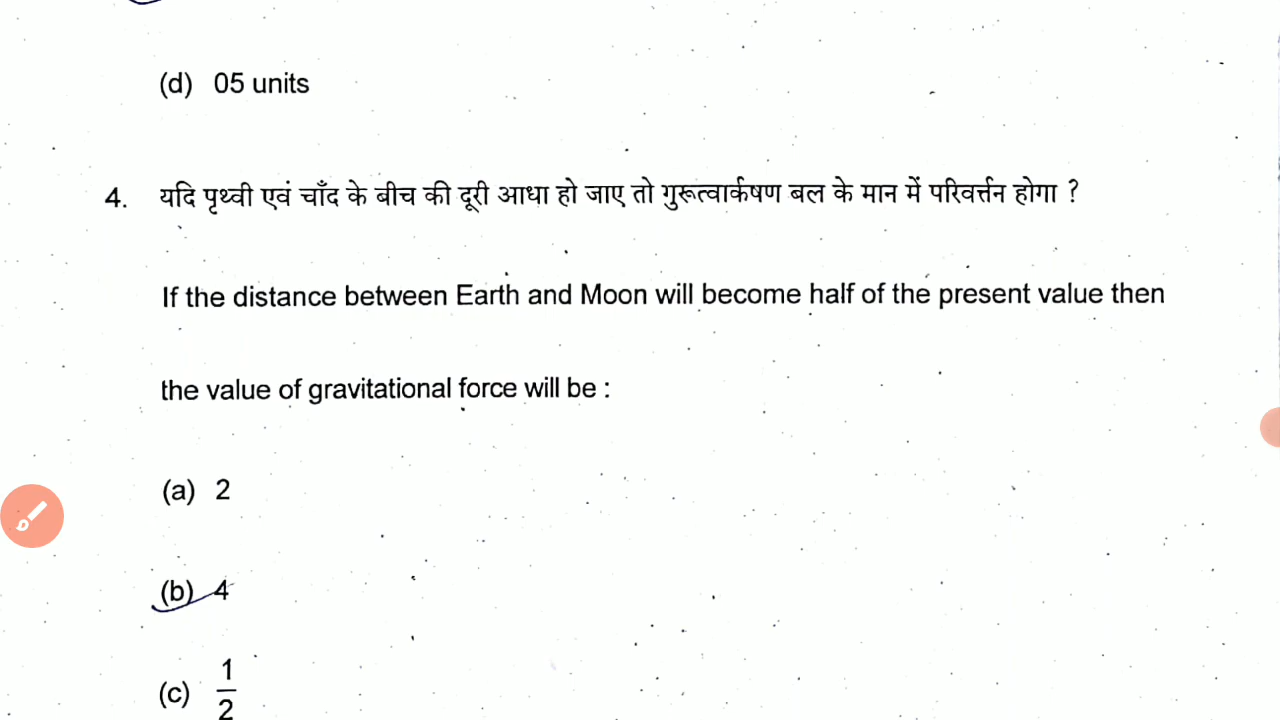 (d) 05 units
4. यदि पृथ्वी एवं चाँद के बीच की दूरी आधा हो जाए तो गुरूत्वार्कषण बल के मान में परिवर्त्तन होगा ?
If the distance between Earth and Moon will become half of the present value then
the value of gravitational force will be :
(a) 2
(b) 4
(c) 1/2